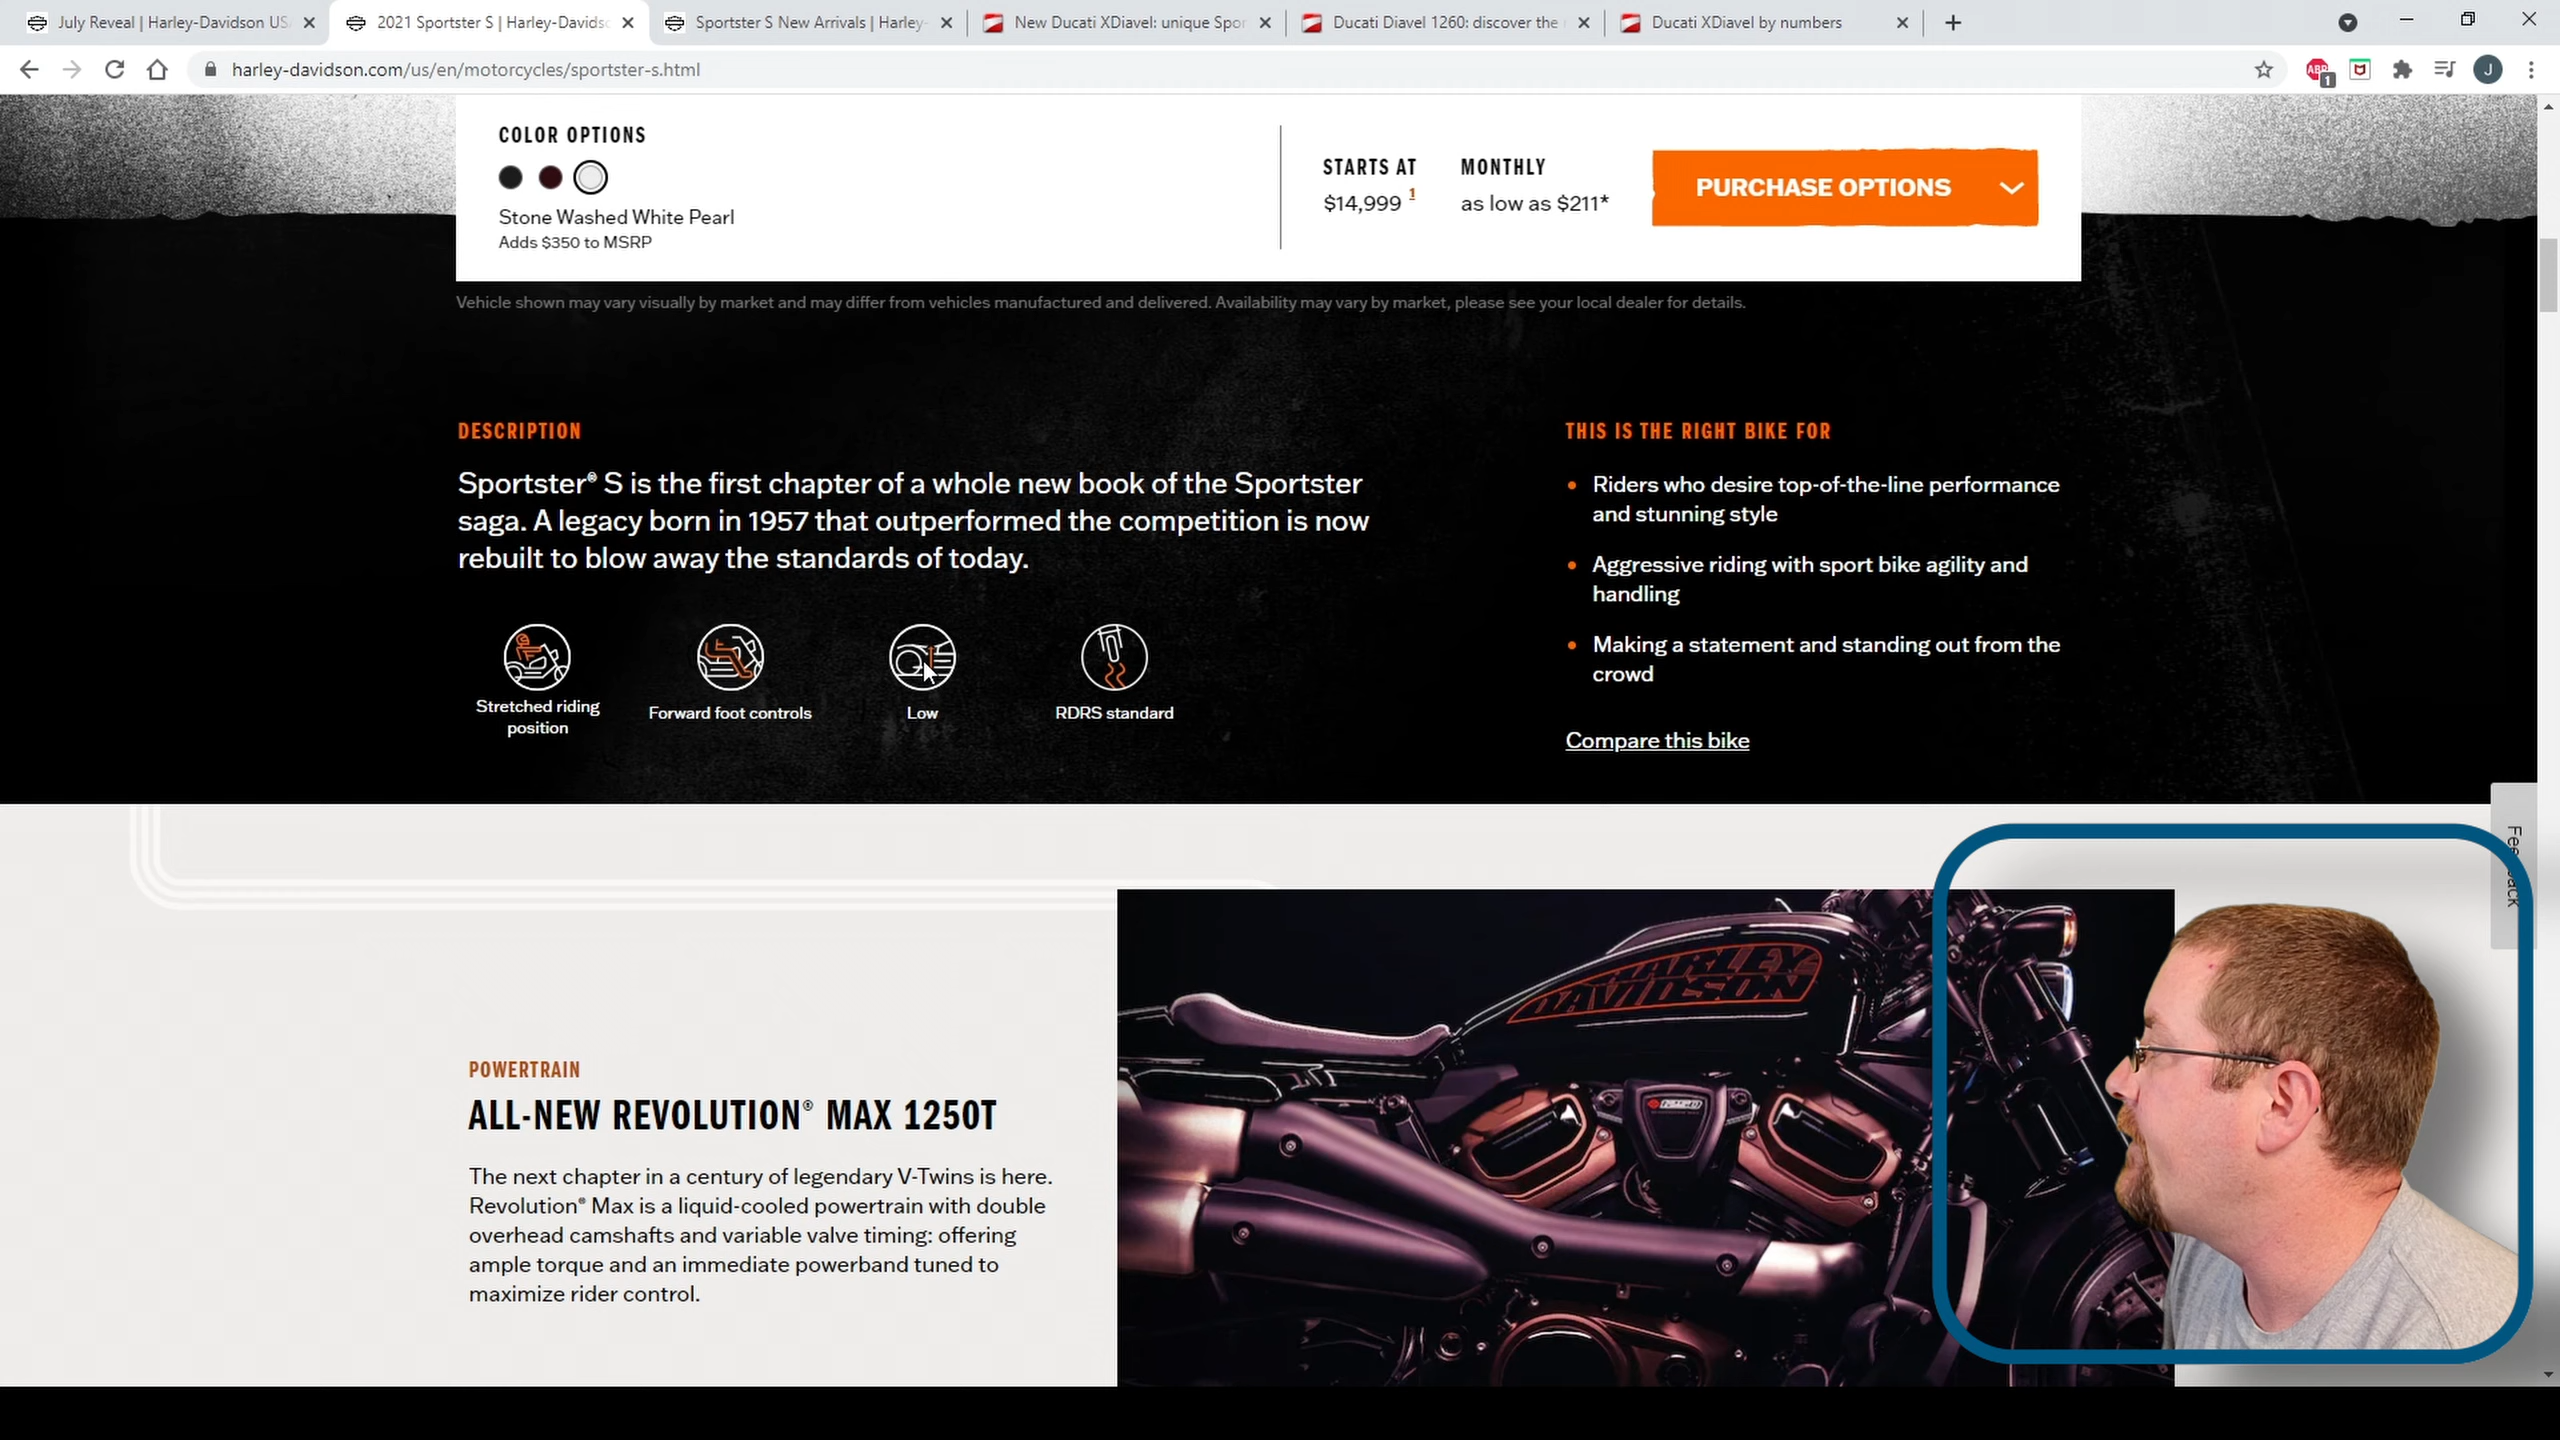 July Reveal | Harley-Davidson US
2021 Sportster S | Harley-Davids
Sportster S New Arrivals | Harley-
New Ducati XDiavel: unique Spor
Ducati Diavel 1260: discover the
Ducati XDiavel by numbers
harley-davidson.com/us/en/motorcycles/sportster-s.html
ABP
1
J
COLOR OPTIONS
Stone Washed White Pearl
Adds $350 to MSRP
STARTS AT
$14,999 1
MONTHLY
as low as $211*
PURCHASE OPTIONS
Vehicle shown may vary visually by market and may differ from vehicles manufactured and delivered. Availability may vary by market, please see your local dealer for details.
DESCRIPTION
Sportster® S is the first chapter of a whole new book of the Sportster
saga. A legacy born in 1957 that outperformed the competition is now
rebuilt to blow away the standards of today.
Stretched riding
position
Forward foot controls
Low
RDRS standard
THIS IS THE RIGHT BIKE FOR
• Riders who desire top-of-the-line performance
and stunning style
• Aggressive riding with sport bike agility and
handling
• Making a statement and standing out from the
crowd
Compare this bike
POWERTRAIN
ALL-NEW REVOLUTION® MAX 1250T
The next chapter in a century of legendary V-Twins is here.
Revolution® Max is a liquid-cooled powertrain with double
overhead camshafts and variable valve timing: offering
ample torque and an immediate powerband tuned to
maximize rider control.
HARLEY
DAVIDSON